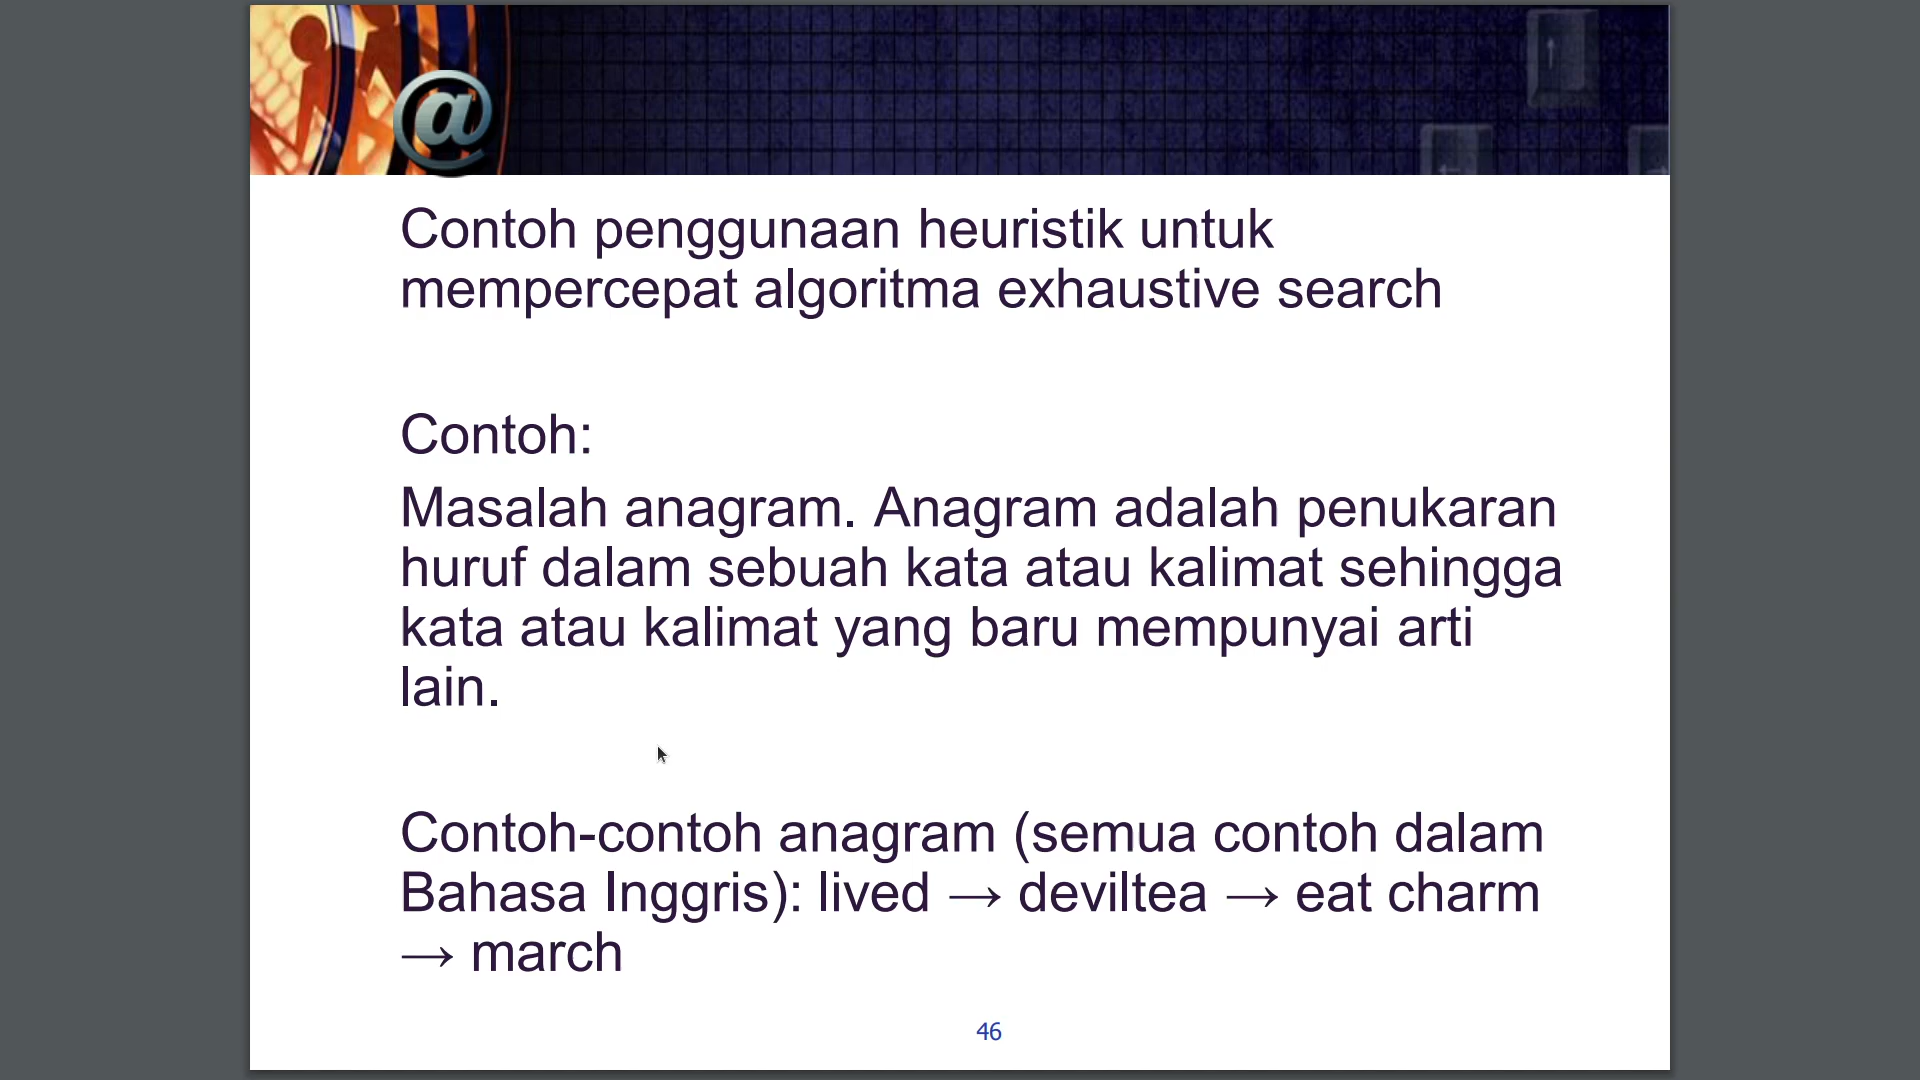 @
Contoh penggunaan heuristik untuk
mempercepat algoritma exhaustive search
Contoh:
Masalah anagram. Anagram adalah penukaran
huruf dalam sebuah kata atau kalimat sehingga
kata atau kalimat yang baru mempunyai arti
lain.
Contoh-contoh anagram (semua contoh dalam
Bahasa Inggris): lived → deviltea → eat charm
→ march
46